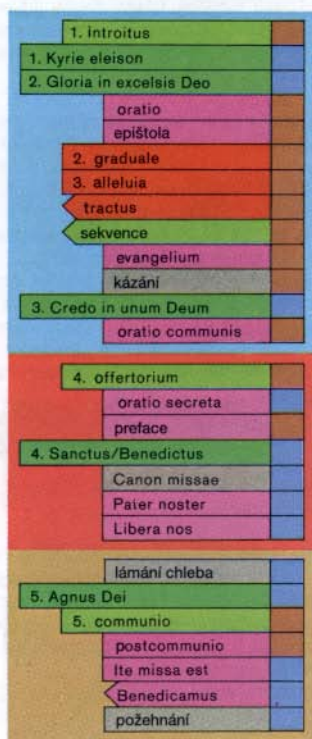 1. introitus
1. Kyrie eleison
2. Gloria in excelsis Deo
oratio
epištola
2. graduale
3. alleluia
tractus
sekvence
evangelium
kázání
3. Credo in unum Deum
oratio communis
4. offertorium
oratio secreta
preface
4. Sanctus/Benedictus
Canon missae
Pater noster
Libera nos
lámání chleba
5. Agnus Dei
5. communio
postcommunio
Ite missa est
Benedicamus
požehnání